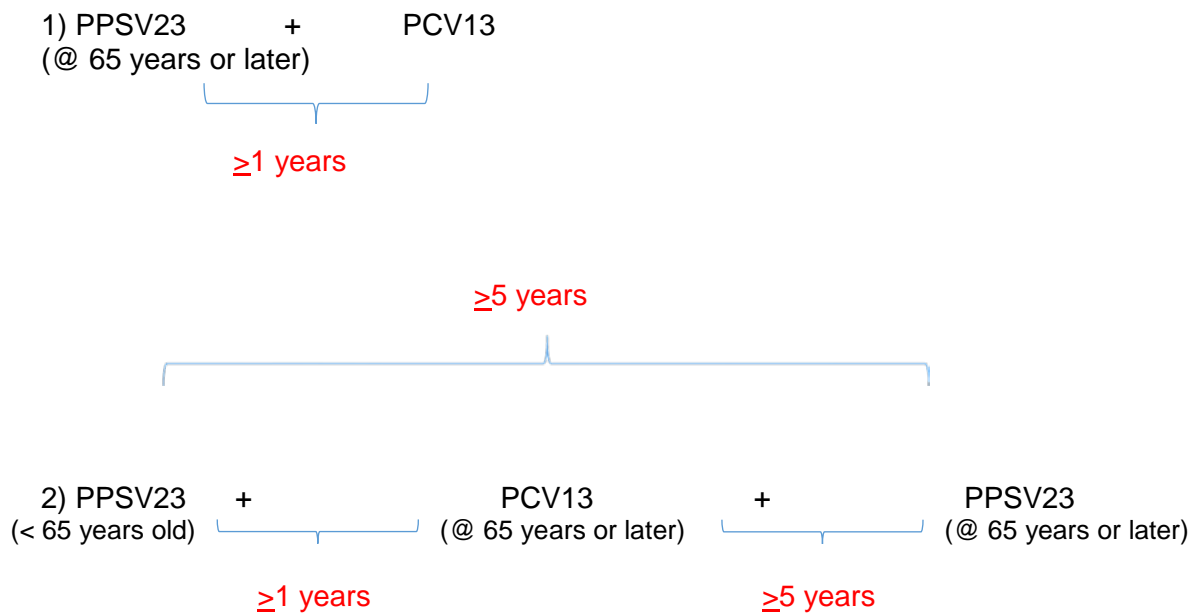 1) PPSV23 + PCV13
(@ 65 years or later)
≥1 years
≥5 years
2) PPSV23 + PCV13 + PPSV23
(< 65 years old) (@ 65 years or later) (@ 65 years or later)
≥1 years ≥5 years